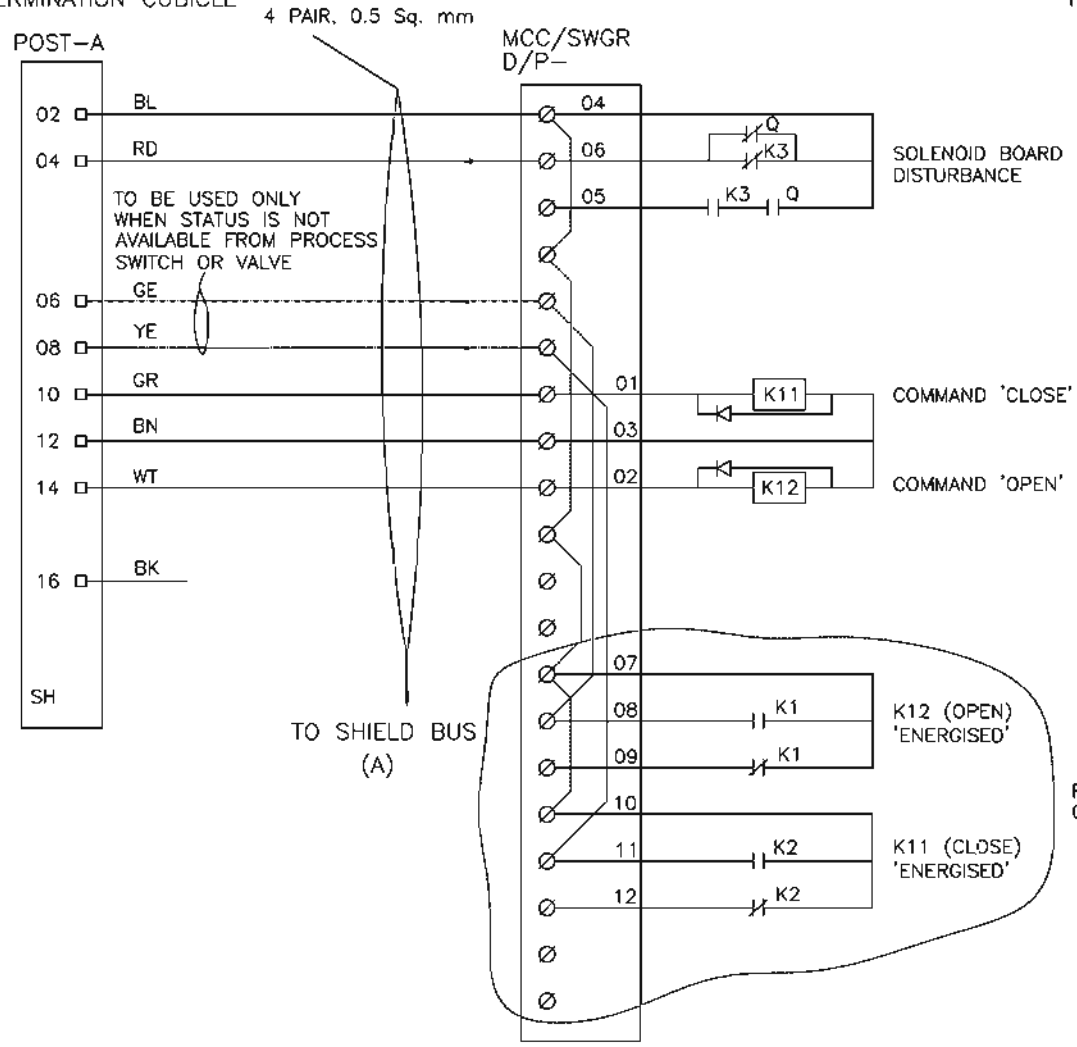 4 PAIR, 0.5 Sq. mm
POST-A
MCC/SWGR
D/P-
02 BL 04
Q
04 RD 06 K3
SOLENOID BOARD
DISTURBANCE
05 K3 Q
TO BE USED ONLY
WHEN STATUS IS NOT
AVAILABLE FROM PROCESS
SWITCH OR VALVE
06 GE
08 YE
10 GR 01 K11 COMMAND 'CLOSE'
12 BN 03
14 WT 02 K12 COMMAND 'OPEN'
16 BK
SH
TO SHIELD BUS
(A)
07
08 K1
K12 (OPEN)
'ENERGISED'
09 K1
10
11 K2
K11 (CLOSE)
'ENERGISED'
12 K2